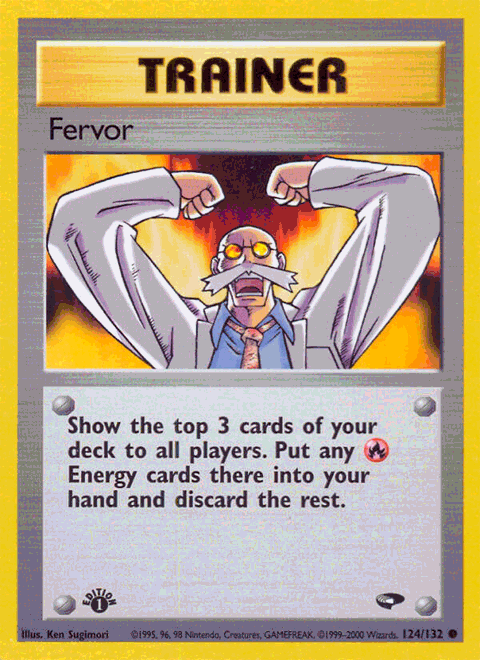 TRAINER
Fervor
Show the top 3 cards of your
deck to all players. Put any
Energy cards there into your
hand and discard the rest.
EDITION
1
Illus. Ken Sugimori ©1995, 96, 98 Nintendo, Creatures, GAMEFREAK. ©1999-2000 Wizards. 124/132